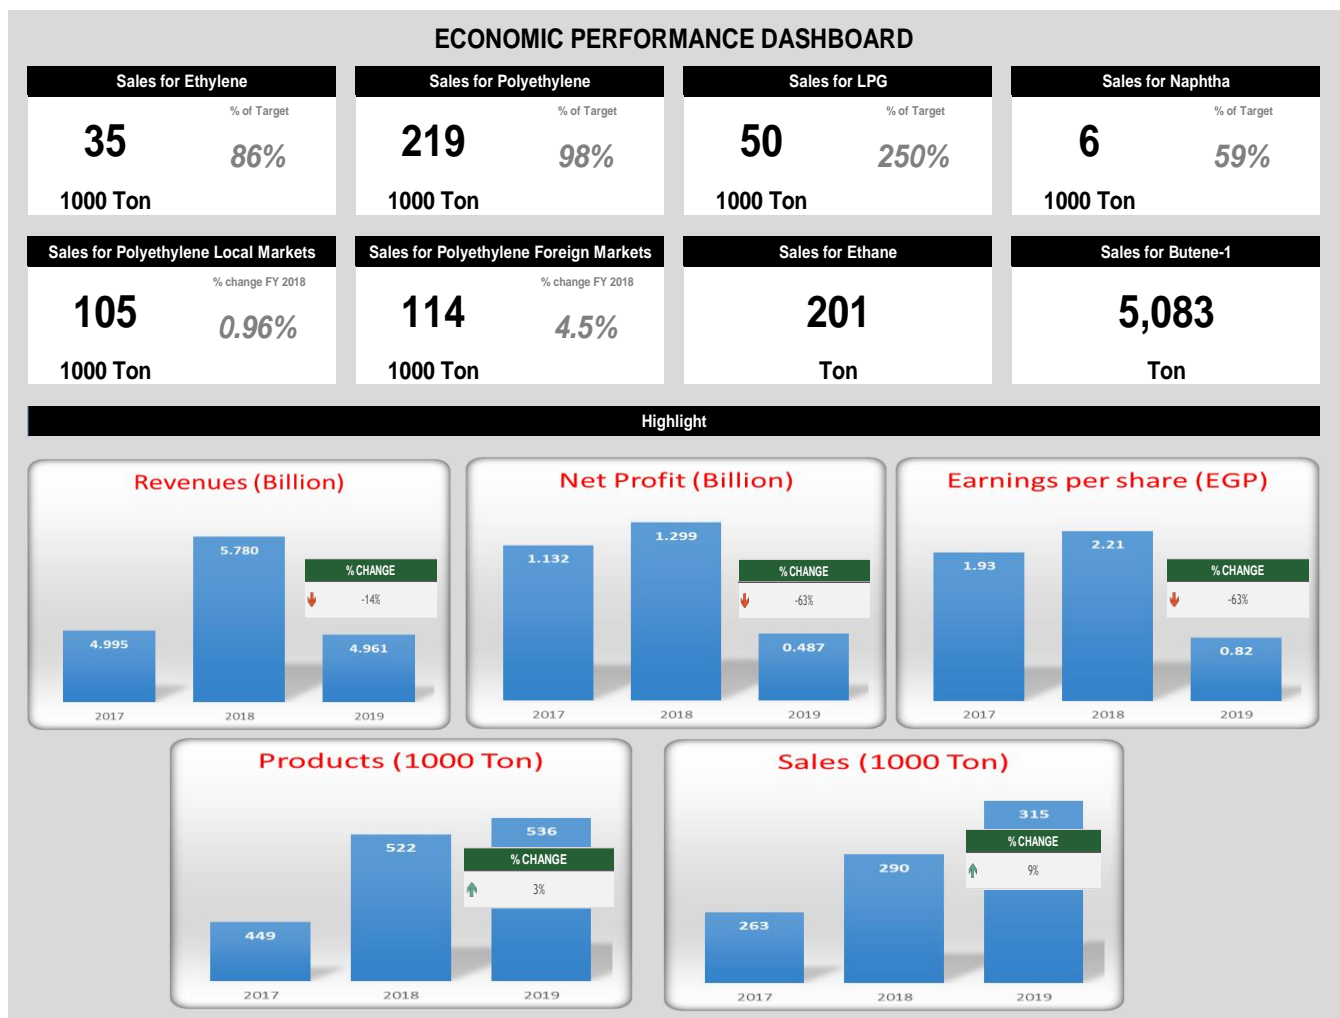 ECONOMIC PERFORMANCE DASHBOARD
Sales for Ethylene
% of Target
35
86%
1000 Ton
Sales for Polyethylene
% of Target
219
98%
1000 Ton
Sales for LPG
% of Target
50
250%
1000 Ton
Sales for Naphtha
% of Target
6
59%
1000 Ton
Sales for Polyethylene Local Markets
% change FY 2018
105
0.96%
1000 Ton
Sales for Polyethylene Foreign Markets
% change FY 2018
114
4.5%
1000 Ton
Sales for Ethane
201
Ton
Sales for Butene-1
5,083
Ton
Highlight
Revenues (Billion)
5.780
% CHANGE
-14%
4.995
4.961
2017 2018 2019
Net Profit (Billion)
1.299
1.132
% CHANGE
-63%
0.487
2017 2018 2019
Earnings per share (EGP)
2.21
1.93
% CHANGE
-63%
0.82
2017 2018 2019
Products (1000 Ton)
536
522
% CHANGE
3%
449
2017 2018 2019
Sales (1000 Ton)
315
% CHANGE
290
9%
263
2017 2018 2019